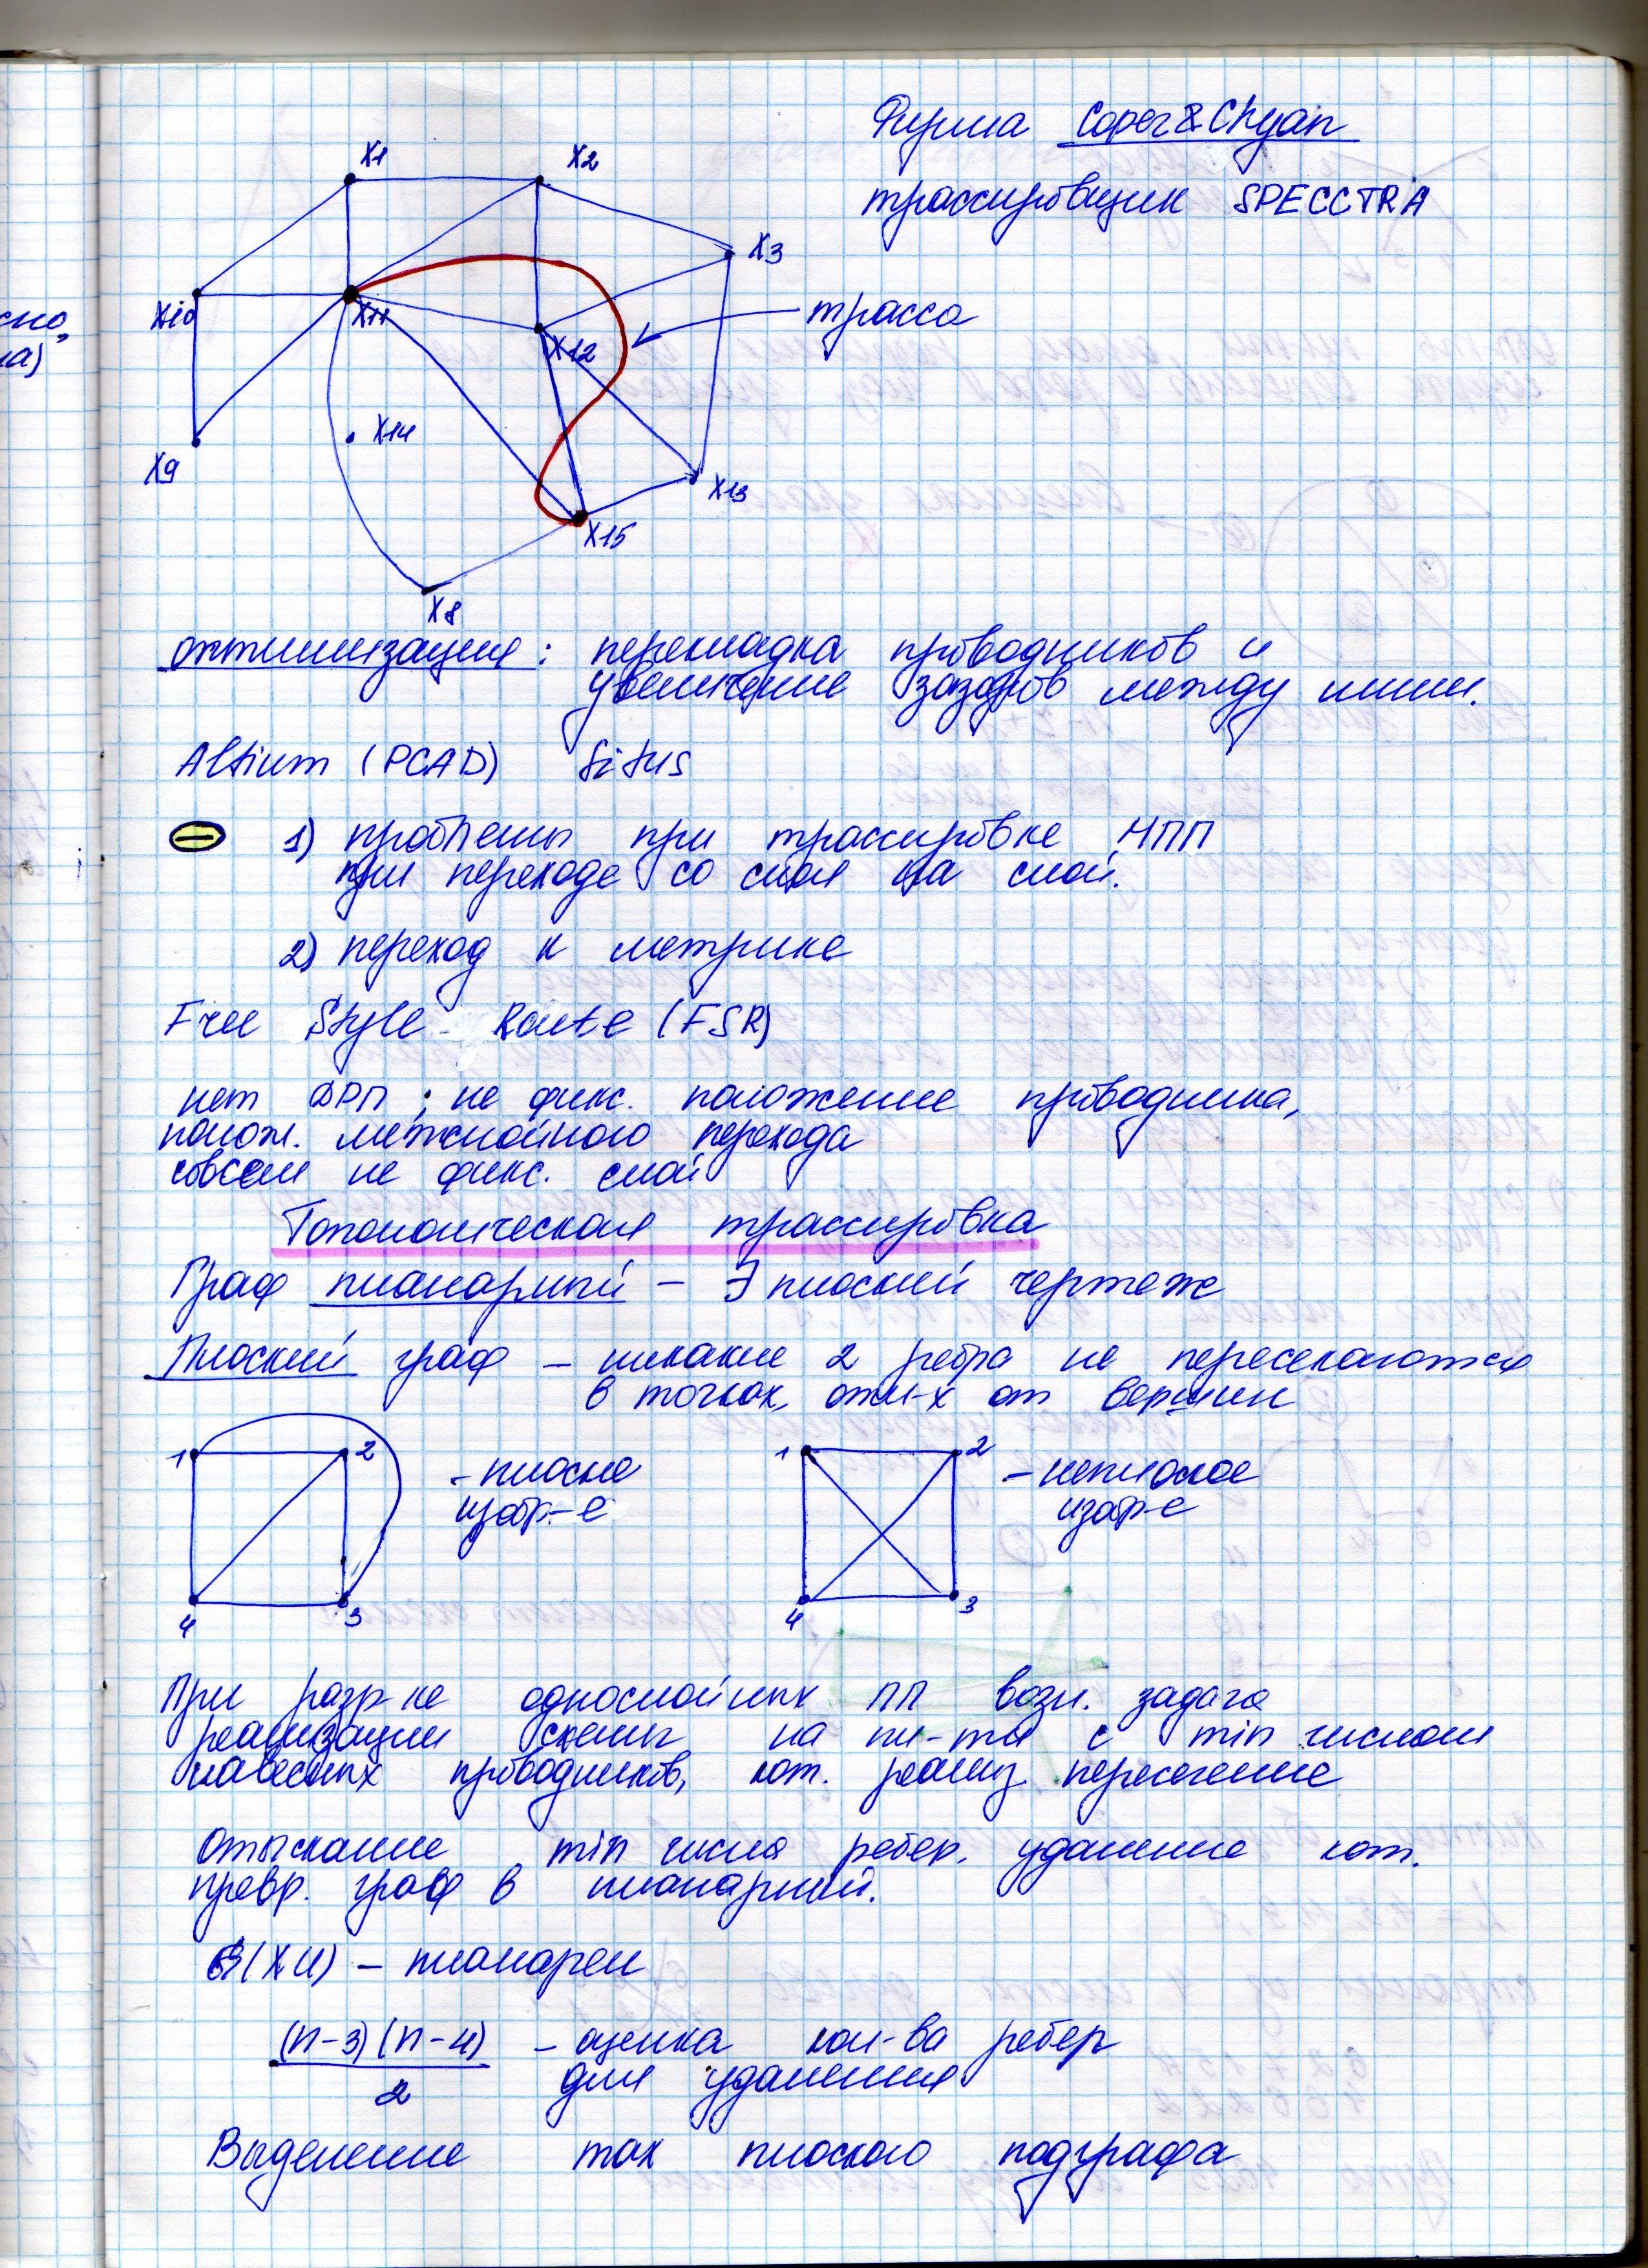 Фирма Coper&Chyan
трассировщик SPECCTRA
X1
X2
X3
X10
X11
трасса
X12
X9
X14
X13
X15
X8
оптимизация: перекладка проводников и
увеличение зазоров между ними.
Altium (PCAD) Situs
1) проблемы при трассировке МПП
при переходе со слоя на слой.
2) переход к метрике
Free Style Route (FSR)
нет ДРП; не фикс. положение проводника,
полож. межслойного перехода
совсем не фикс. слой
Топологическая трассировка
Граф планарный – ∃ плоский чертеж
Плоский граф – никакие 2 ребра не пересекаются
в точках, отл-х от вершин
1 2
4 3
- плоское
изобр-е
1 2
4 3
- неплоское
изобр-е
При разр-ке однослойных ПП возн. задача
реализации схемы на пл-ти с min числом
навесных проводников, кот. реализ. пересечение
Отыскание min числа ребер, удаление кот.
превр. граф в планарный.
G(XU) – планарен
(n-3)(n-4)
2
- оценка кол-ва ребер
для удаления
Выделение max плоского подграфа